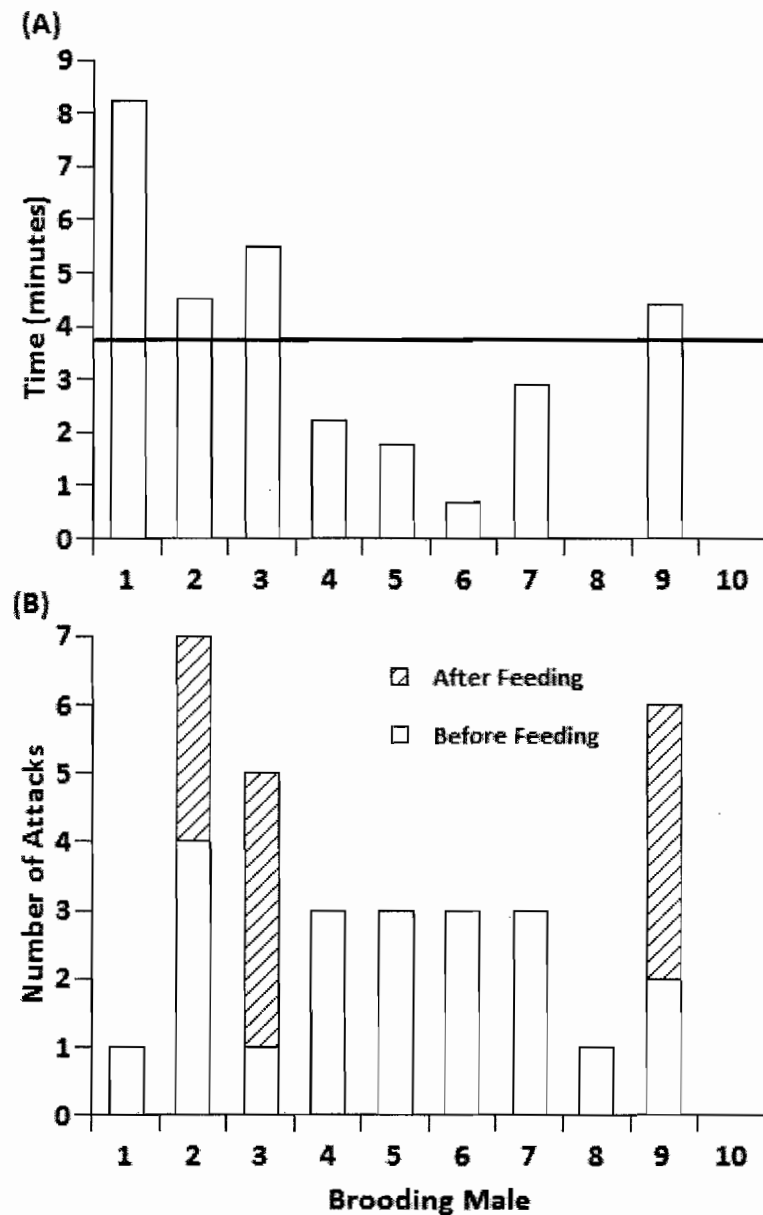 (A)
9
8
7
6
5
4
3
2
1
0
Time (minutes)
1 2 3 4 5 6 7 8 9 10
(B)
7
6
5
4
3
2
1
0
Number of Attacks
After Feeding
Before Feeding
1 2 3 4 5 6 7 8 9 10
Brooding Male